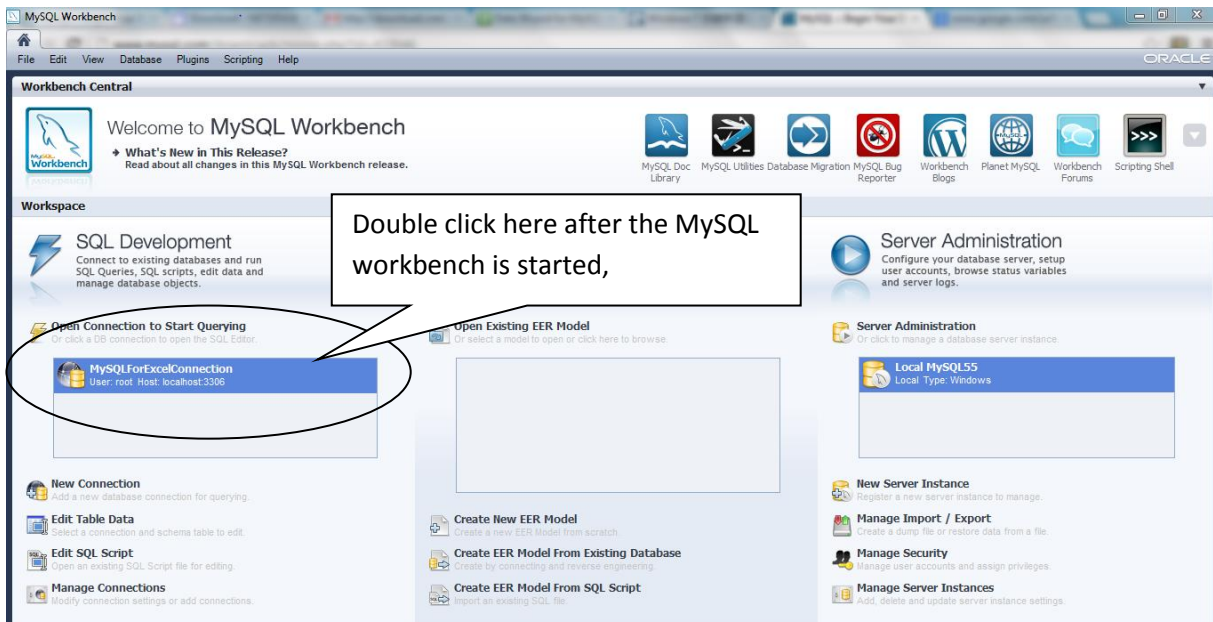 MySQL Workbench
File Edit View Database Plugins Scripting Help
ORACLE
Workbench Central
Workbench
Welcome to MySQL Workbench
What's New in This Release?
Read about all changes in this MySQL Workbench release.
MySQL Doc Library
MySQL Utilities
Database Migration
MySQL Bug Reporter
Workbench Blogs
Planet MySQL
Workbench Forums
Scripting Shell
Workspace
Double click here after the MySQL
workbench is started,
SQL Development
Connect to existing databases and run
SQL Queries, SQL scripts, edit data and
manage database objects.
Open Connection to Start Querying
Or click a DB connection to open the SQL Editor.
MySQLForExcelConnection
User: root Host: localhost:3306
New Connection
Add a new database connection for querying.
Edit Table Data
Select a connection and schema table to edit.
Edit SQL Script
Open an existing SQL Script file for editing.
Manage Connections
Modify connection settings or add connections.
Open Existing EER Model
Or select a model to open or click here to browse.
Create New EER Model
Create a new EER Model from scratch.
Create EER Model From Existing Database
Create by connecting and reverse engineering.
Create EER Model From SQL Script
Import an existing SQL file.
Server Administration
Configure your database server, setup
user accounts, browse status variables
and server logs.
Server Administration
Or click to manage a database server instance.
Local MySQL55
Local Type: Windows
New Server Instance
Register a new server instance to manage.
Manage Import / Export
Create a dump file or restore data from a file.
Manage Security
Manage user accounts and assign privileges.
Manage Server Instances
Add, delete and update server instance settings.